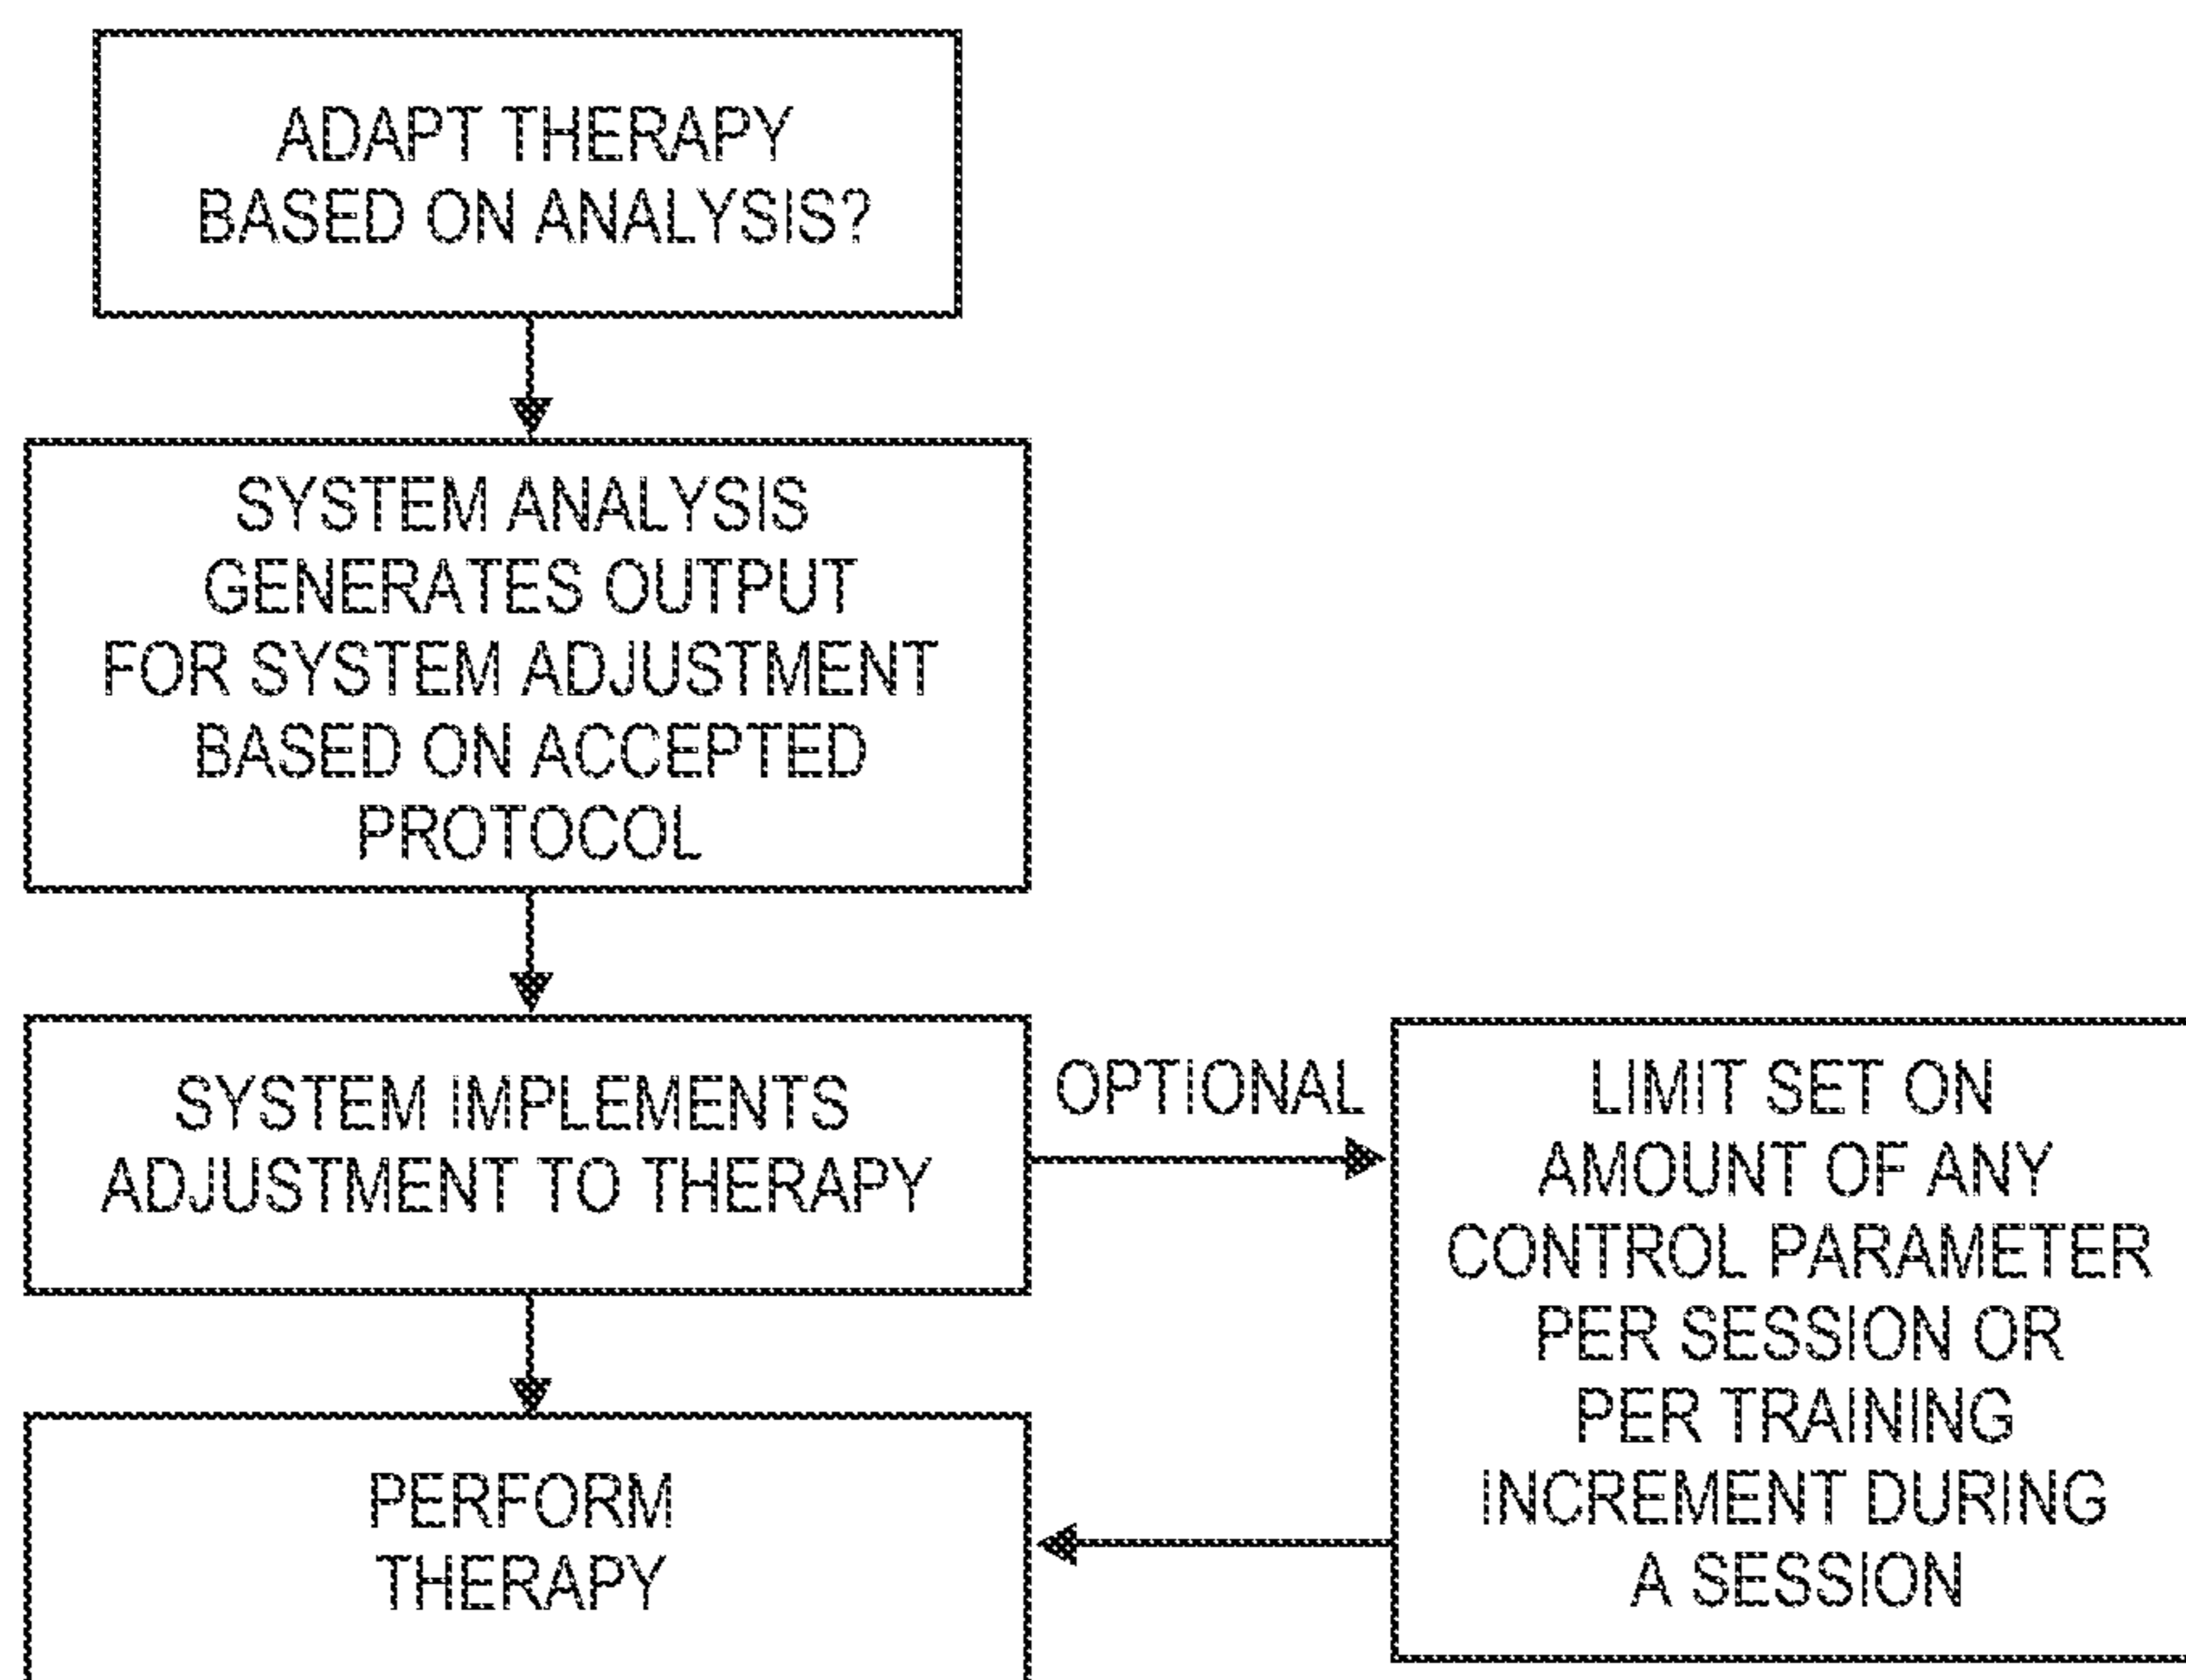 ADAPT THERAPY
BASED ON ANALYSIS?
SYSTEM ANALYSIS
GENERATES OUTPUT
FOR SYSTEM ADJUSTMENT
BASED ON ACCEPTED
PROTOCOL
SYSTEM IMPLEMENTS
ADJUSTMENT TO THERAPY
OPTIONAL
LIMIT SET ON
AMOUNT OF ANY
CONTROL PARAMETER
PER SESSION OR
PER TRAINING
INCREMENT DURING
A SESSION
PERFORM
THERAPY